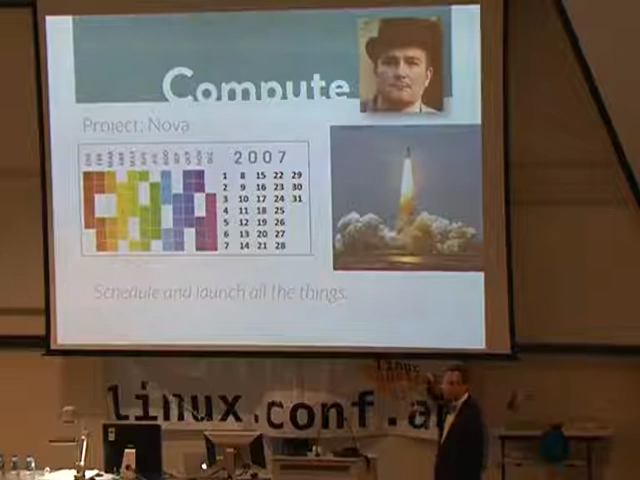 Compute
Project: Nova
2007
1 8 15 22 29
2 9 16 23 30
3 10 17 24 31
4 11 18 25
5 12 19 26
6 13 20 27
7 14 21 28
Schedule and launch all the things.
linux
linux.conf.au